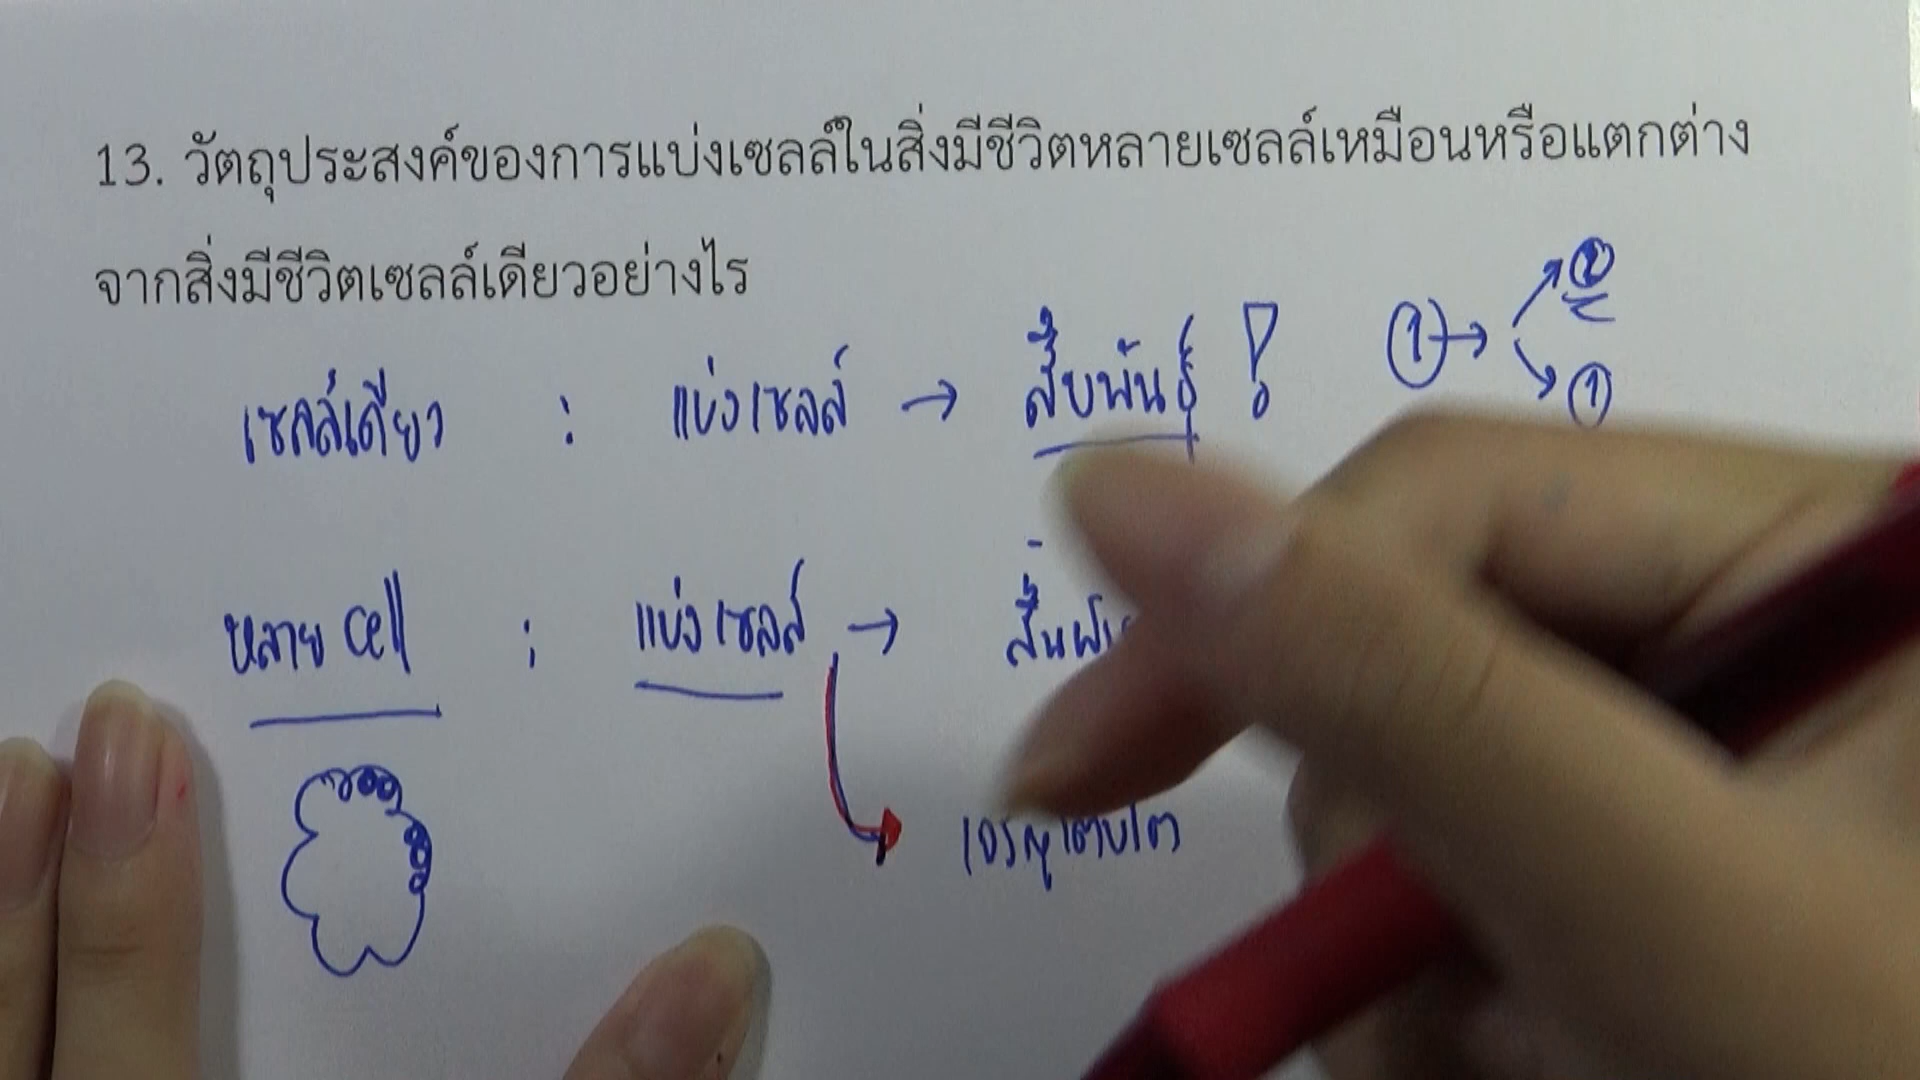 13. วัตถุประสงค์ของการแบ่งเซลล์ในสิ่งมีชีวิตหลายเซลล์เหมือนหรือแตกต่าง
จากสิ่งมีชีวิตเซลล์เดียวอย่างไร
เซลล์เดียว : แบ่งเซลล์ → สืบพันธุ์ ! 1 → 1
หลาย cell : แบ่งเซลล์ →
เจริญเติบโต